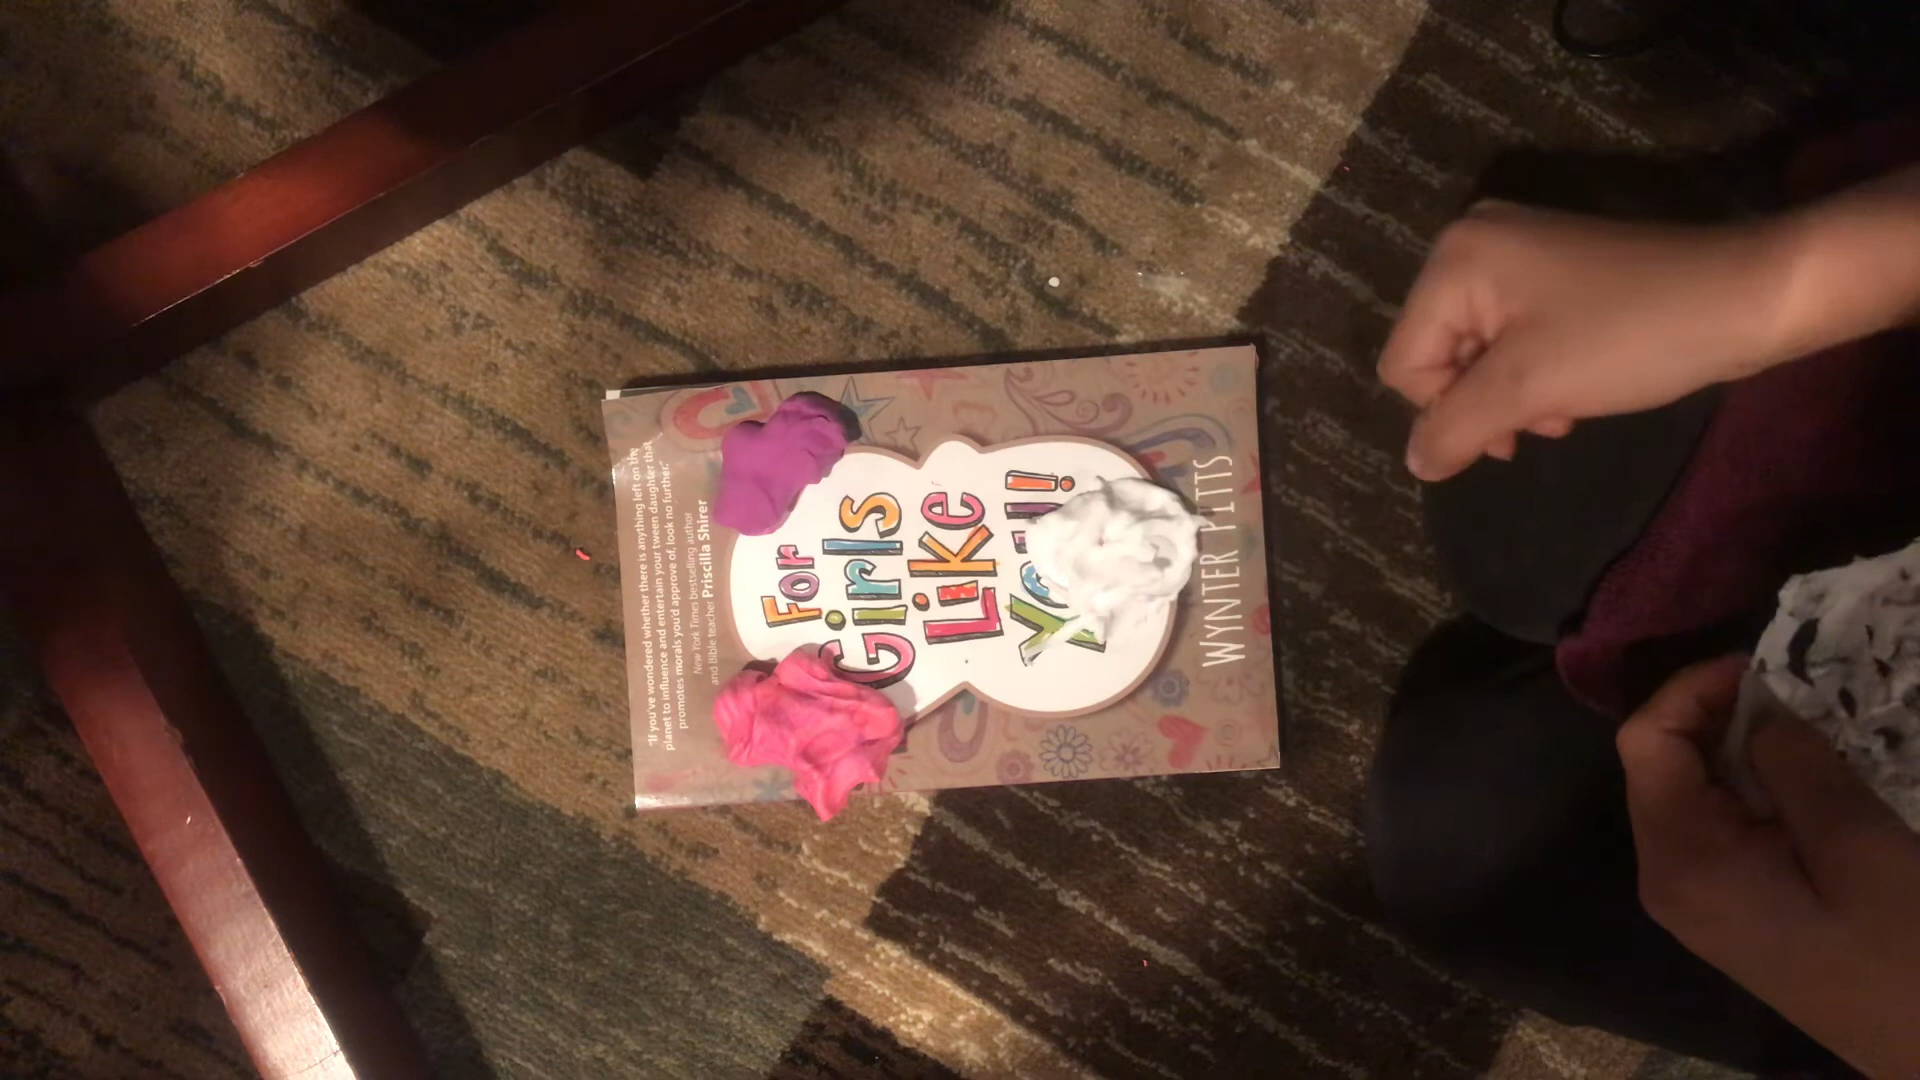 "If you've wondered whether there is anything left on the
planet to influence and entertain your tween daughter that
promotes morals you'd approve of, look no further."
New York Times bestselling author
and Bible teacher Priscilla Shirer
For
Girls
Like
You!
WYNTER PITTS